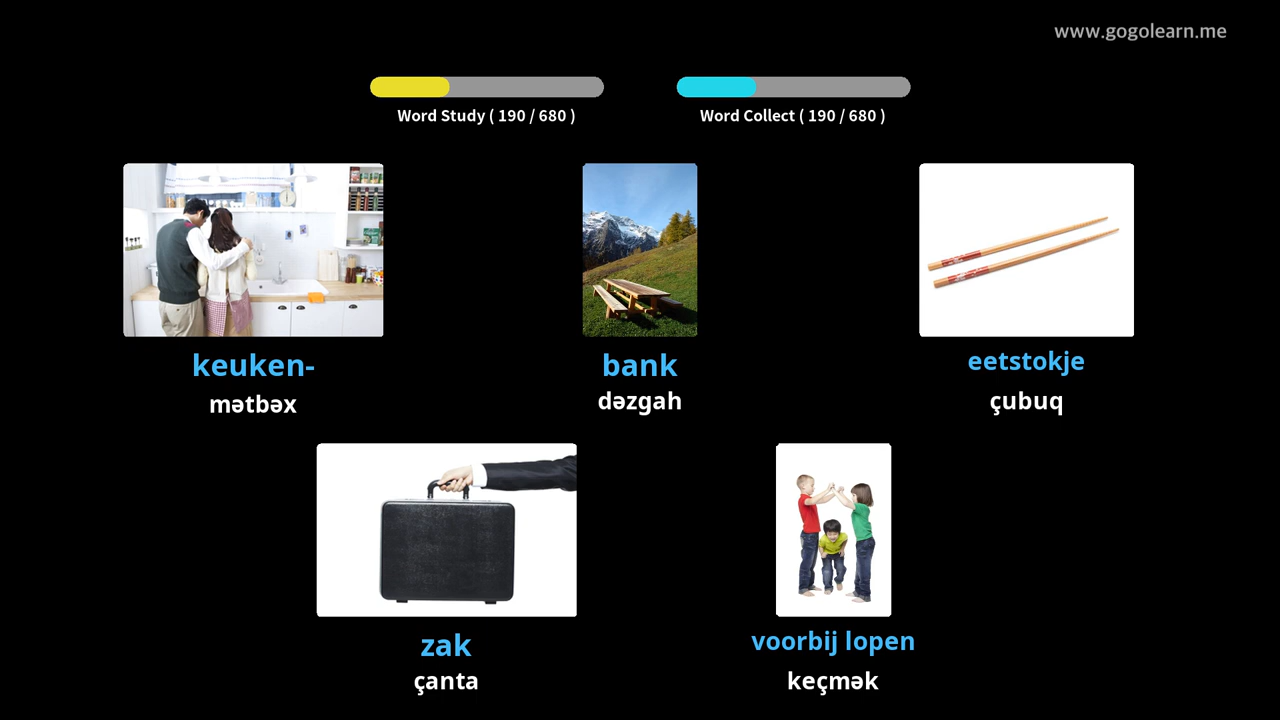 www.gogolearn.me
Word Study ( 190 / 680 )
Word Collect ( 190 / 680 )
keuken-
mətbəx
bank
dəzgah
eetstokje
çubuq
zak
çanta
voorbij lopen
keçmək